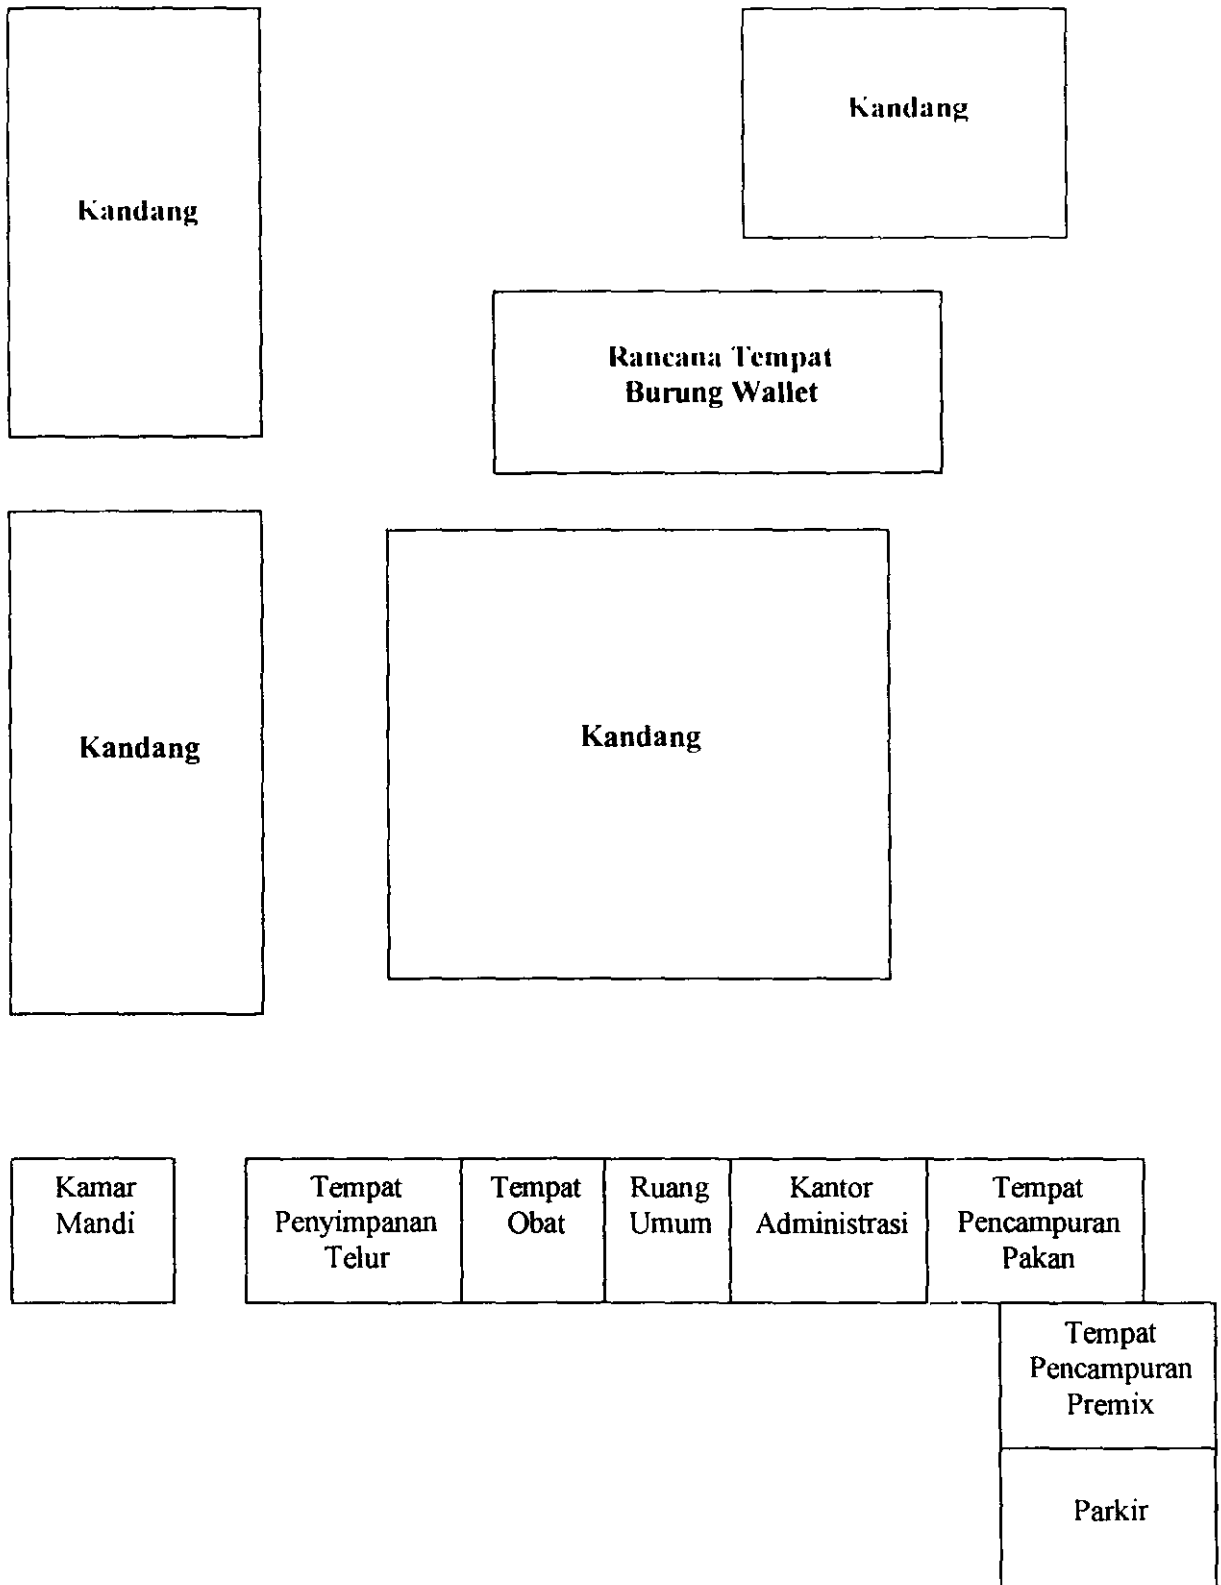 Kandang
Kandang
Rancana Tempat
Burung Wallet
Kandang
Kandang
Kamar
Mandi
Tempat
Penyimpanan
Telur
Tempat
Obat
Ruang
Umum
Kantor
Administrasi
Tempat
Pencampuran
Pakan
Tempat
Pencampuran
Premix
Parkir